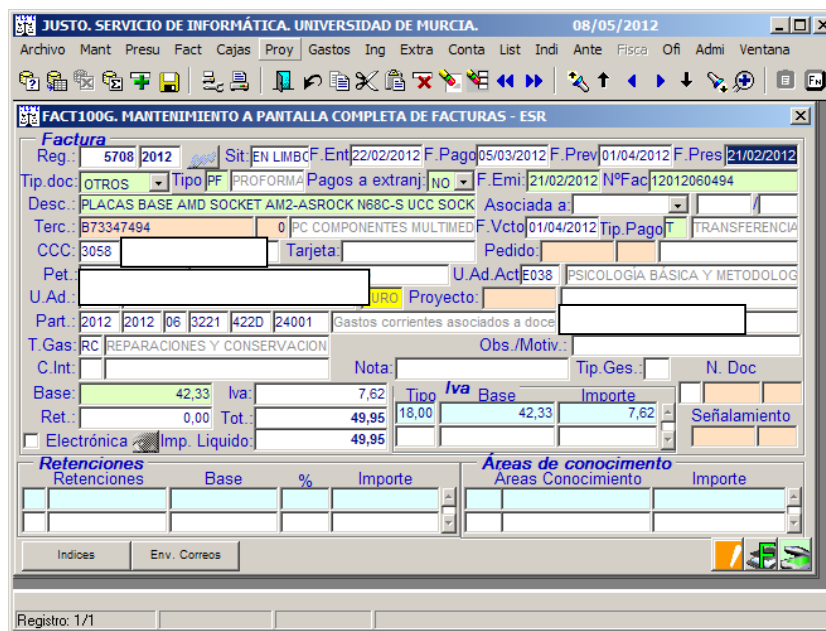 JUSTO. SERVICIO DE INFORMÁTICA. UNIVERSIDAD DE MURCIA. 08/05/2012
Archivo Mant Presu Fact Cajas Proy Gastos Ing Extra Conta List Indi Ante Fisca Ofi Admi Ventana
FACT100G. MANTENIMIENTO A PANTALLA COMPLETA DE FACTURAS - ESR
Factura
Reg.: 5708 2012 Sit: EN LIMBO F.Ent 22/02/2012 F.Pago 05/03/2012 F.Prev 01/04/2012 F.Pres 21/02/2012
Tip.doc: OTROS Tipo PF PROFORMA Pagos a extranj: NO F.Emi: 21/02/2012 NºFac 12012060494
Desc.: PLACAS BASE AMD SOCKET AM2-ASROCK N68C-S UCC SOCK Asociada a: /
Terc.: B73347494 0 PC COMPONENTES MULTIMED F.Vcto 01/04/2012 Tip.Pago T TRANSFERENCIA
CCC: 3058 Tarjeta: Pedido:
Pet.: U.Ad.Act E038 PSICOLOGÍA BÁSICA Y METODOLOG
U.Ad.: URO Proyecto:
Part.: 2012 2012 06 3221 422D 24001 Gastos corrientes asociados a doce
T.Gas: RC REPARACIONES Y CONSERVACION Obs./Motiv.:
C.Int: Nota: Tip.Ges.: N. Doc
Base: 42,33 Iva: 7,62 Tipo Iva Base Importe
Ret.: 0,00 Tot.: 49,95 18,00 42,33 7,62 Señalamiento
Electrónica Imp. Liquido: 49,95
Retenciones Áreas de conocimento
Retenciones Base % Importe Áreas Conocimiento Importe
Indices Env. Correos
Registro: 1/1